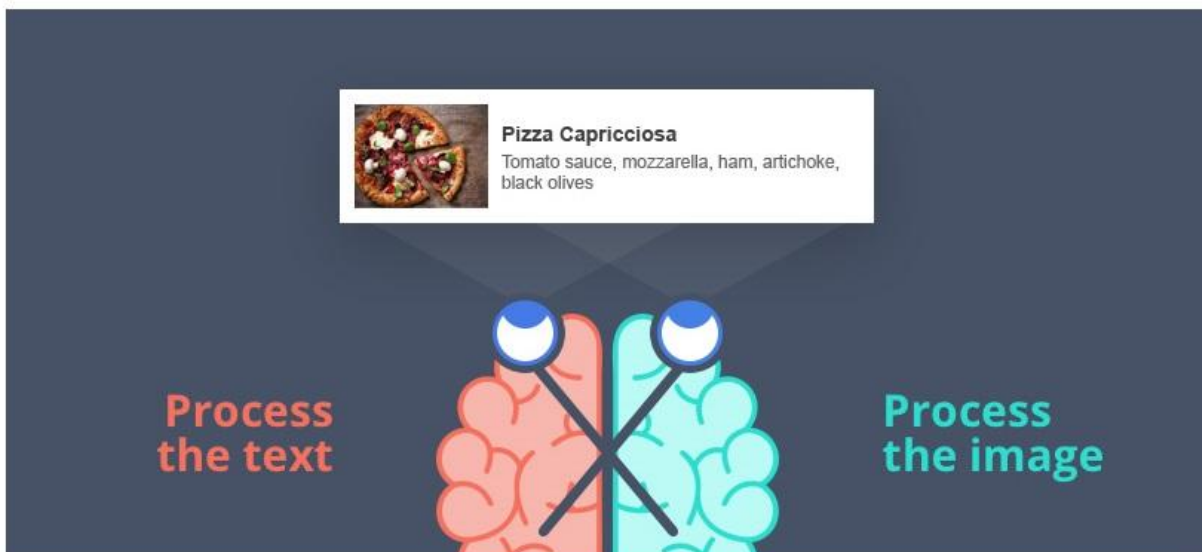 Pizza Capricciosa
Tomato sauce, mozzarella, ham, artichoke,
black olives
Process
the text
Process
the image